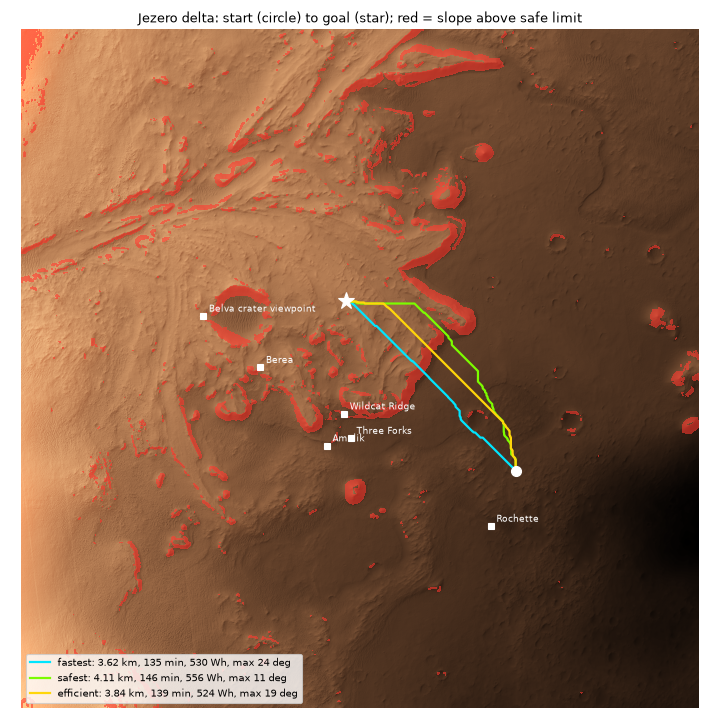 Jezero delta: start (circle) to goal (star); red = slope above safe limit
Belva crater viewpoint
Berea
Wildcat Ridge
Three Forks
Rochette
fastest: 3.62 km, 135 min, 530 Wh, max 24 deg
safest: 4.11 km, 146 min, 556 Wh, max 11 deg
efficient: 3.84 km, 139 min, 524 Wh, max 19 deg